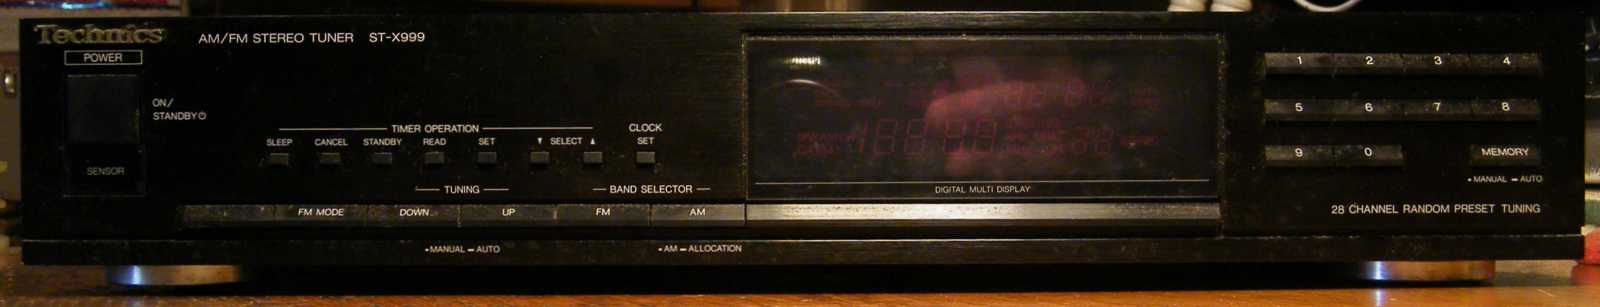 Technics
AM/FM STEREO TUNER ST-X999
POWER
ON/
STANDBY
SENSOR
TIMER OPERATION
SLEEP CANCEL STANDBY READ SET ▼ SELECT ▲
CLOCK
SET
TUNING
BAND SELECTOR
FM MODE DOWN UP FM AM
MANUAL AUTO
AM ALLOCATION
DIGITAL MULTI DISPLAY
1 2 3 4
5 6 7 8
9 0 MEMORY
MANUAL AUTO
28 CHANNEL RANDOM PRESET TUNING